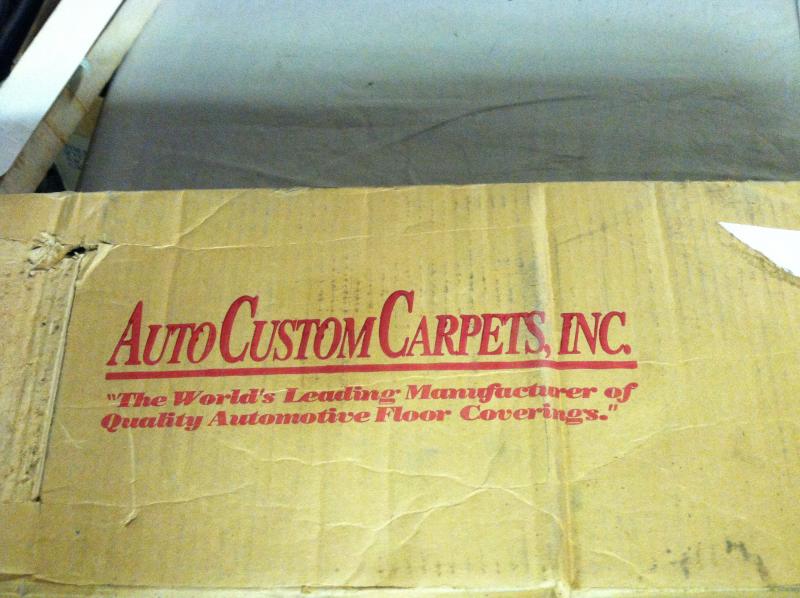 AUTO CUSTOM CARPETS, INC.
"The World's Leading Manufacturer of
Quality Automotive Floor Coverings."